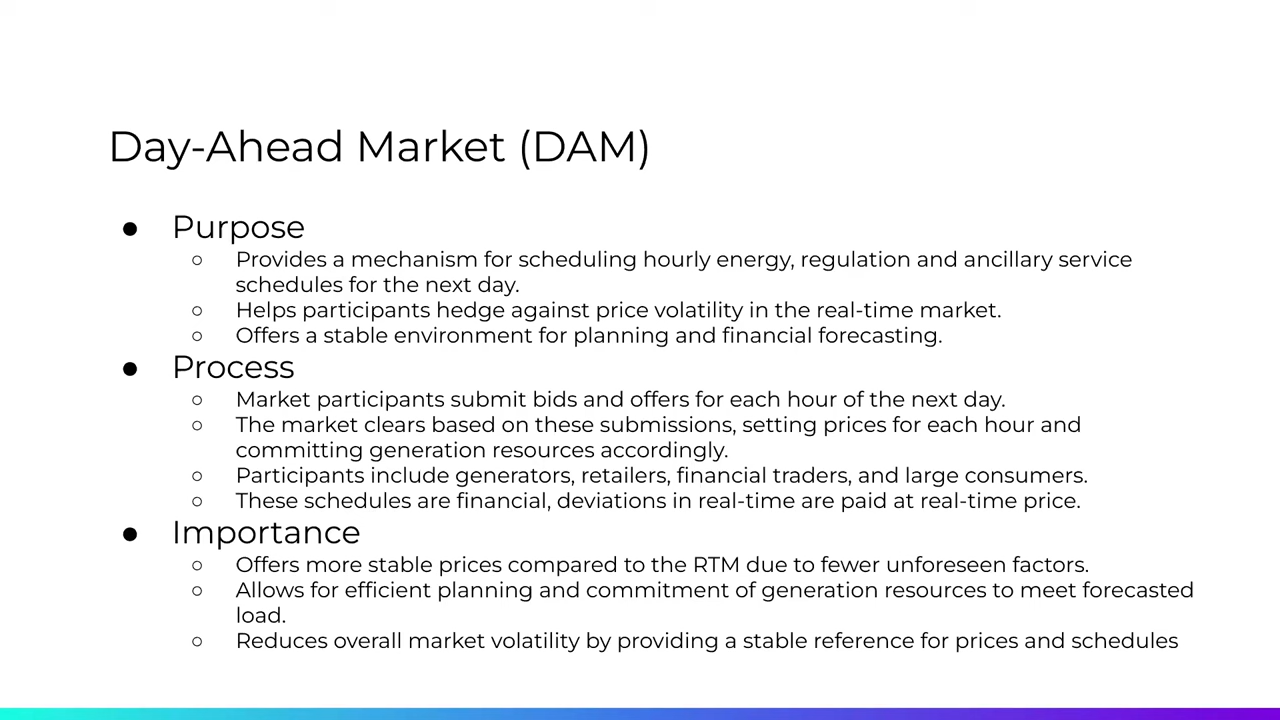 Day-Ahead Market (DAM)
● Purpose
○ Provides a mechanism for scheduling hourly energy, regulation and ancillary service
schedules for the next day.
○ Helps participants hedge against price volatility in the real-time market.
○ Offers a stable environment for planning and financial forecasting.
● Process
○ Market participants submit bids and offers for each hour of the next day.
○ The market clears based on these submissions, setting prices for each hour and
committing generation resources accordingly.
○ Participants include generators, retailers, financial traders, and large consumers.
○ These schedules are financial, deviations in real-time are paid at real-time price.
● Importance
○ Offers more stable prices compared to the RTM due to fewer unforeseen factors.
○ Allows for efficient planning and commitment of generation resources to meet forecasted
load.
○ Reduces overall market volatility by providing a stable reference for prices and schedules